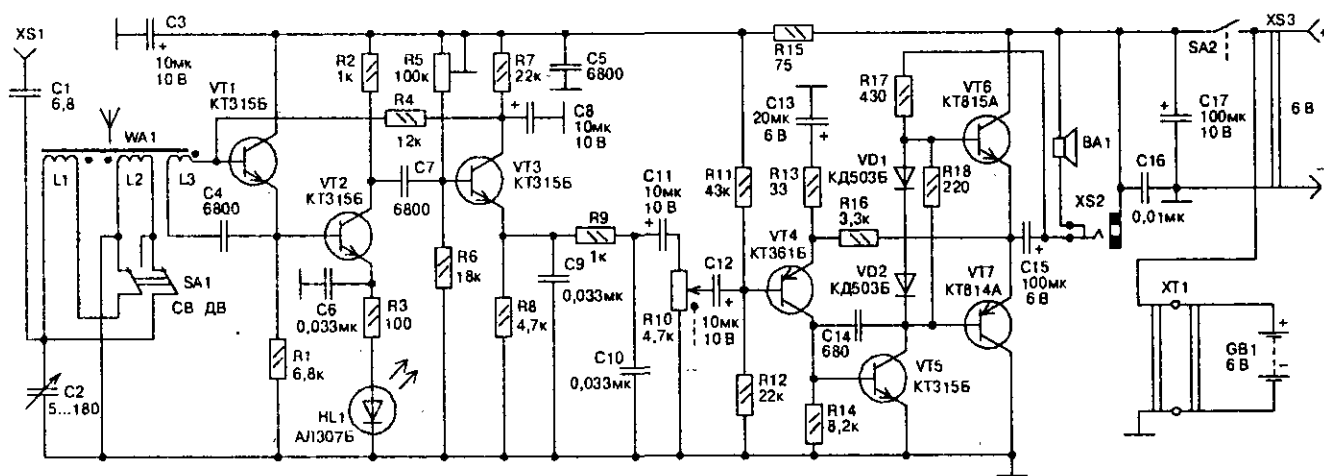 XS1
C1
6,8
C3
10мк
10 В
VT1
КТ315Б
WA1
L1
L2
L3
C4
6800
SA1
СВ ДВ
C2
5...180
R1
6,8к
R2
1к
R4
12к
VT2
КТ315Б
C6
0,033мк
R3
100
HL1
АЛ307Б
R5
100к
C7
6800
R6
18к
R7
22к
C5
6800
C8
10мк
10 В
VT3
КТ315Б
R8
4,7к
C9
0,033мк
R9
1к
C10
0,033мк
C11
10мк
10 В
R10
4,7к
C12
10мк
10 В
R11
43к
R12
22к
R15
75
C13
20мк
6 В
R13
33
VT4
КТ361Б
R16
3,3к
C14
680
R14
8,2к
VT5
КТ315Б
R17
430
VD1
КД503Б
VD2
КД503Б
R18
220
VT6
КТ815А
VT7
КТ814А
C15
100мк
6 В
BA1
XS2
C16
0,01мк
C17
100мк
10 В
SA2
XS3
+
6 В
−
XT1
GB1
6 В